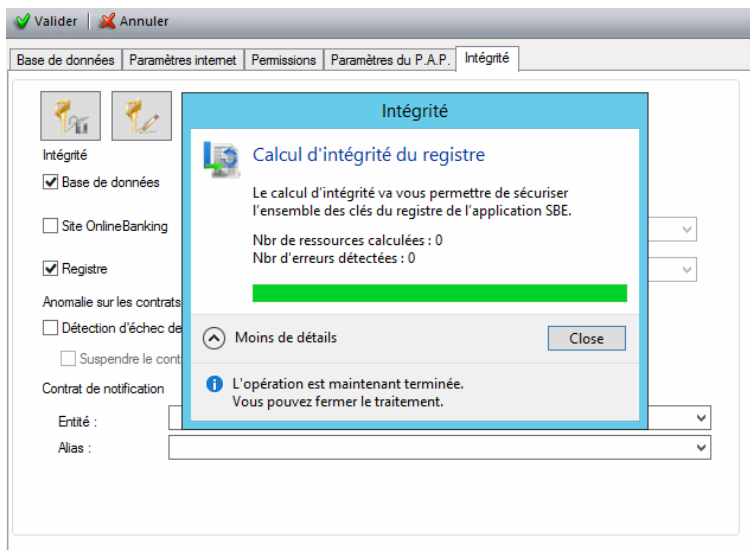 Valider Annuler
Base de données Paramètres internet Permissions Paramètres du P.A.P. Intégrité
Intégrité
Calcul d'intégrité du registre
Le calcul d'intégrité va vous permettre de sécuriser
l'ensemble des clés du registre de l'application SBE.
Nbr de ressources calculées : 0
Nbr d'erreurs détectées : 0
Moins de détails
Close
L'opération est maintenant terminée.
Vous pouvez fermer le traitement.
Intégrité
Base de données
Site OnlineBanking
Registre
Anomalie sur les contrats
Détection d'échec de
Suspendre le cont
Contrat de notification
Entité :
Alias :